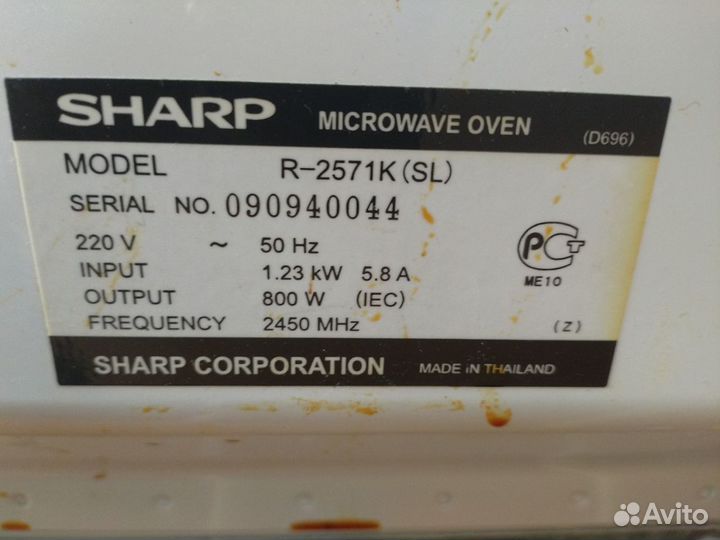 SHARP MICROWAVE OVEN (D696)
MODEL R-2571K(SL)
SERIAL NO. 090940044
220 V ~ 50 Hz
INPUT 1.23 kW 5.8 A
OUTPUT 800 W (IEC)
FREQUENCY 2450 MHz
РСТ
ME10
(Z)
SHARP CORPORATION MADE IN THAILAND
Avito